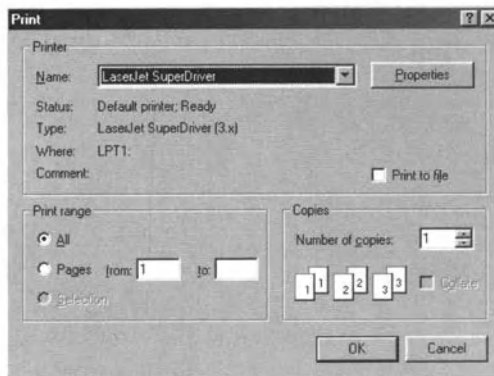 Print
Printer
Name: LaserJet SuperDriver Properties
Status: Default printer; Ready
Type: LaserJet SuperDriver (3.x)
Where: LPT1:
Comment: Print to file
Print range
All
Pages from: 1 to:
Selection
Copies
Number of copies: 1
1 1 2 2 3 3 Collate
OK Cancel